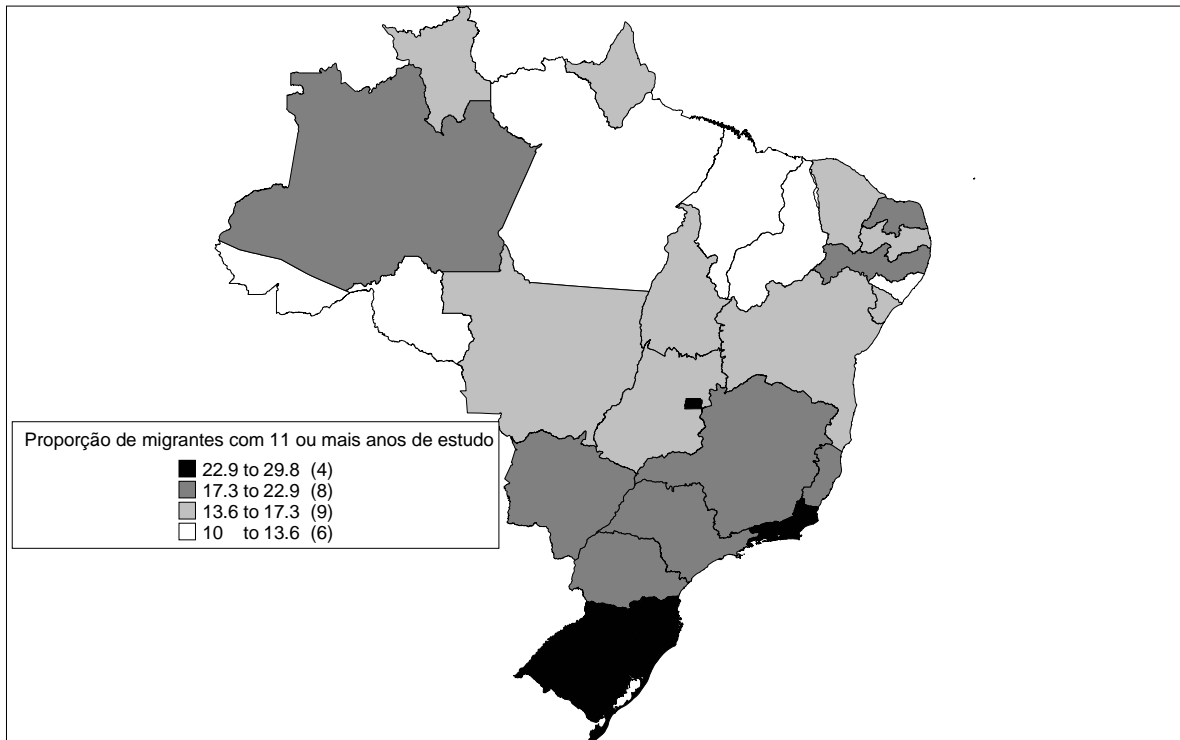 Proporção de migrantes com 11 ou mais anos de estudo
22.9 to 29.8 (4)
17.3 to 22.9 (8)
13.6 to 17.3 (9)
10 to 13.6 (6)